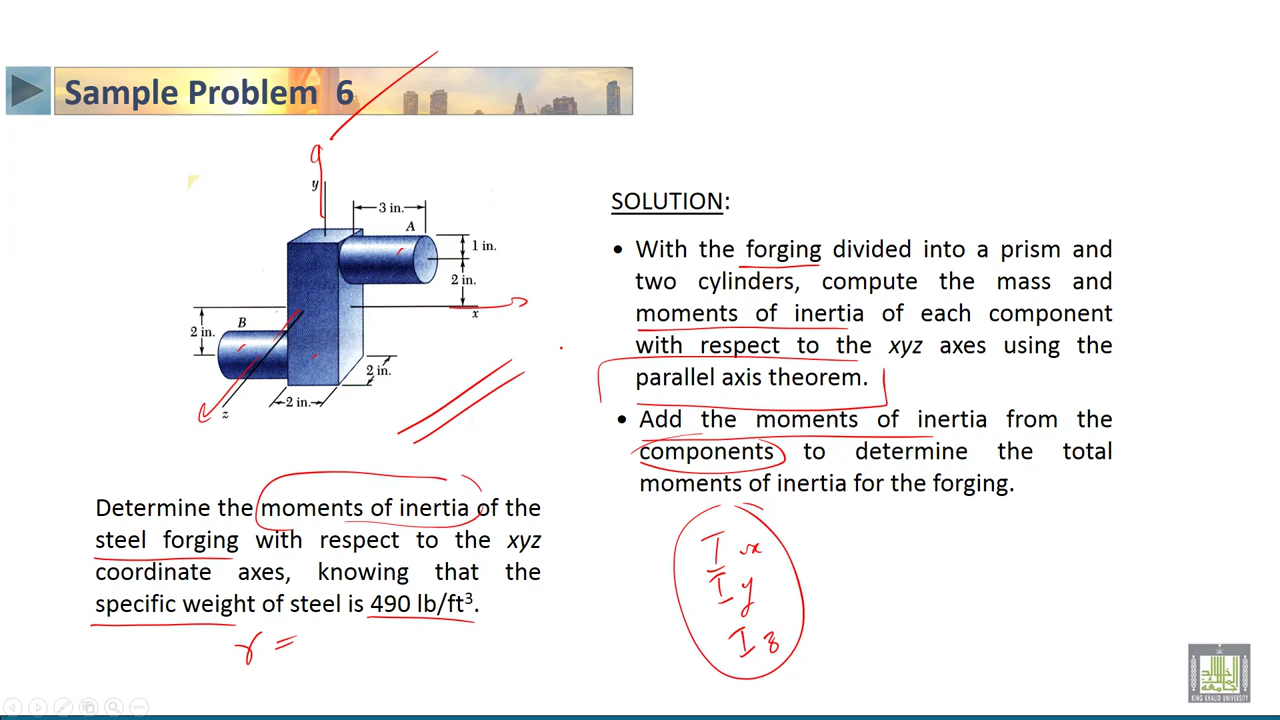 Sample Problem 6
y
3 in.
A
1 in.
2 in.
x
B
2 in.
2 in.
z
2 in.
SOLUTION:
• With the forging divided into a prism and
two cylinders, compute the mass and
moments of inertia of each component
with respect to the xyz axes using the
parallel axis theorem.
• Add the moments of inertia from the
components to determine the total
moments of inertia for the forging.
Determine the moments of inertia of the
steel forging with respect to the xyz
coordinate axes, knowing that the
specific weight of steel is 490 lb/ft³.
γ =
I x
I y
I z
KING KHALID UNIVERSITY